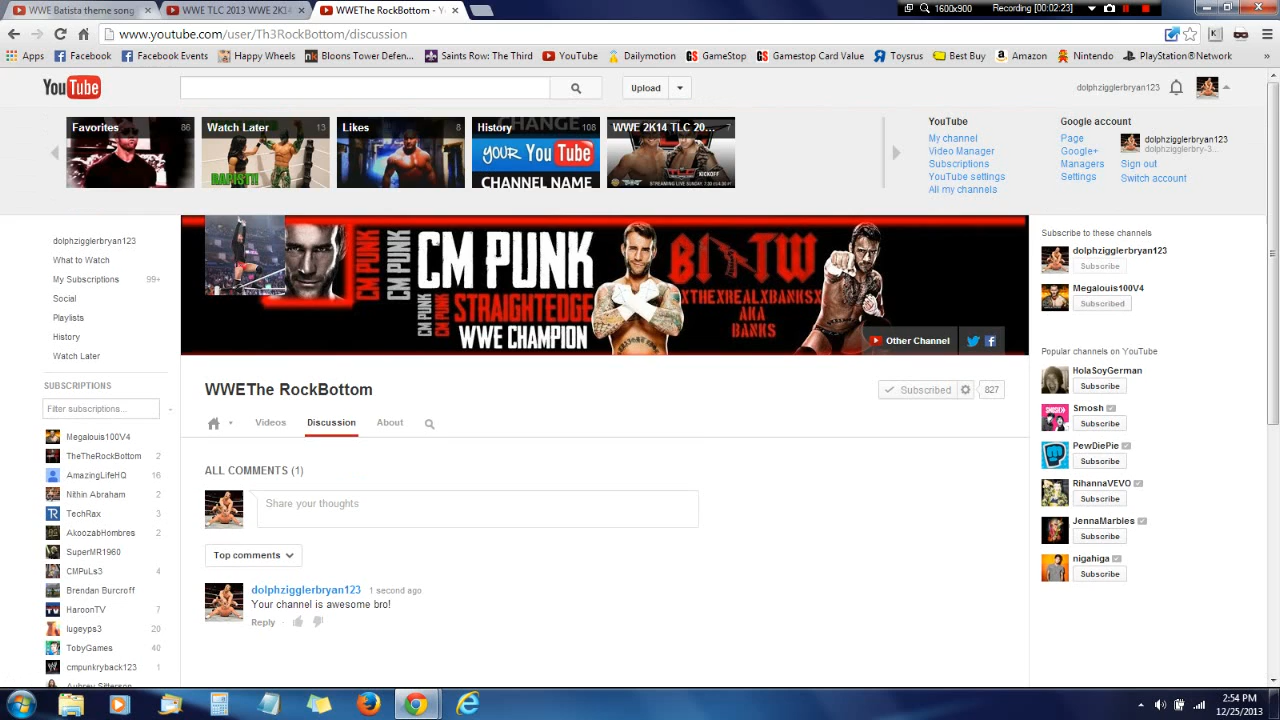 WWE Batista theme song
WWE TLC 2013 WWE 2K14
WWEThe RockBottom - Y
1600x900
Recording [00:02:23]
www.youtube.com/user/Th3RockBottom/discussion
Apps
Facebook
Facebook Events
Happy Wheels
Bloons Tower Defen...
Saints Row: The Third
YouTube
Dailymotion
GameStop
Gamestop Card Value
Toysrus
Best Buy
Amazon
Nintendo
PlayStation®Network
»
YouTube
Upload
dolphzigglerbryan123
Favorites 86
Watch Later 13
Likes 8
History 108
WWE 2K14 TLC 20... 7
CHANGE
YOUR YouTube
CHANNEL NAME
KICKOFF
YouTube
My channel
Video Manager
Subscriptions
YouTube settings
All my channels
Google account
Page
Google+
Managers
Settings
dolphzigglerbryan123
dolphzigglerbry-3...
Sign out
Switch account
dolphzigglerbryan123
What to Watch
My Subscriptions 99+
Social
Playlists
History
Watch Later
SUBSCRIPTIONS
Filter subscriptions...
Megalouis100V4
TheTheRockBottom 2
AmazingLifeHQ 16
Nithin Abraham 2
TechRax 3
AkoozabHombres 2
SuperMR1960
CMPuLs3 4
Brendan Burcroff
HaroonTV 7
lugeyps3 20
TobyGames 40
cmpunkryback123 1
Aubrey Sitterson
CM PUNK
CM PUNK
CM PUNK
STRAIGHTEDGE
WWE CHAMPION
CM PUNK
CM PUNK
BITW
XTHEXREALXBANKSX
AKA
BANKS
Other Channel
WWEThe RockBottom
Subscribed
827
Videos
Discussion
About
ALL COMMENTS (1)
Share your thoughts
Top comments
dolphzigglerbryan123 1 second ago
Your channel is awesome bro!
Reply
Subscribe to these channels
dolphzigglerbryan123
Subscribe
Megalouis100V4
Subscribed
Popular channels on YouTube
HolaSoyGerman
Subscribe
Smosh
Subscribe
PewDiePie
Subscribe
RihannaVEVO
Subscribe
JennaMarbles
Subscribe
nigahiga
Subscribe
2:54 PM
12/25/2013